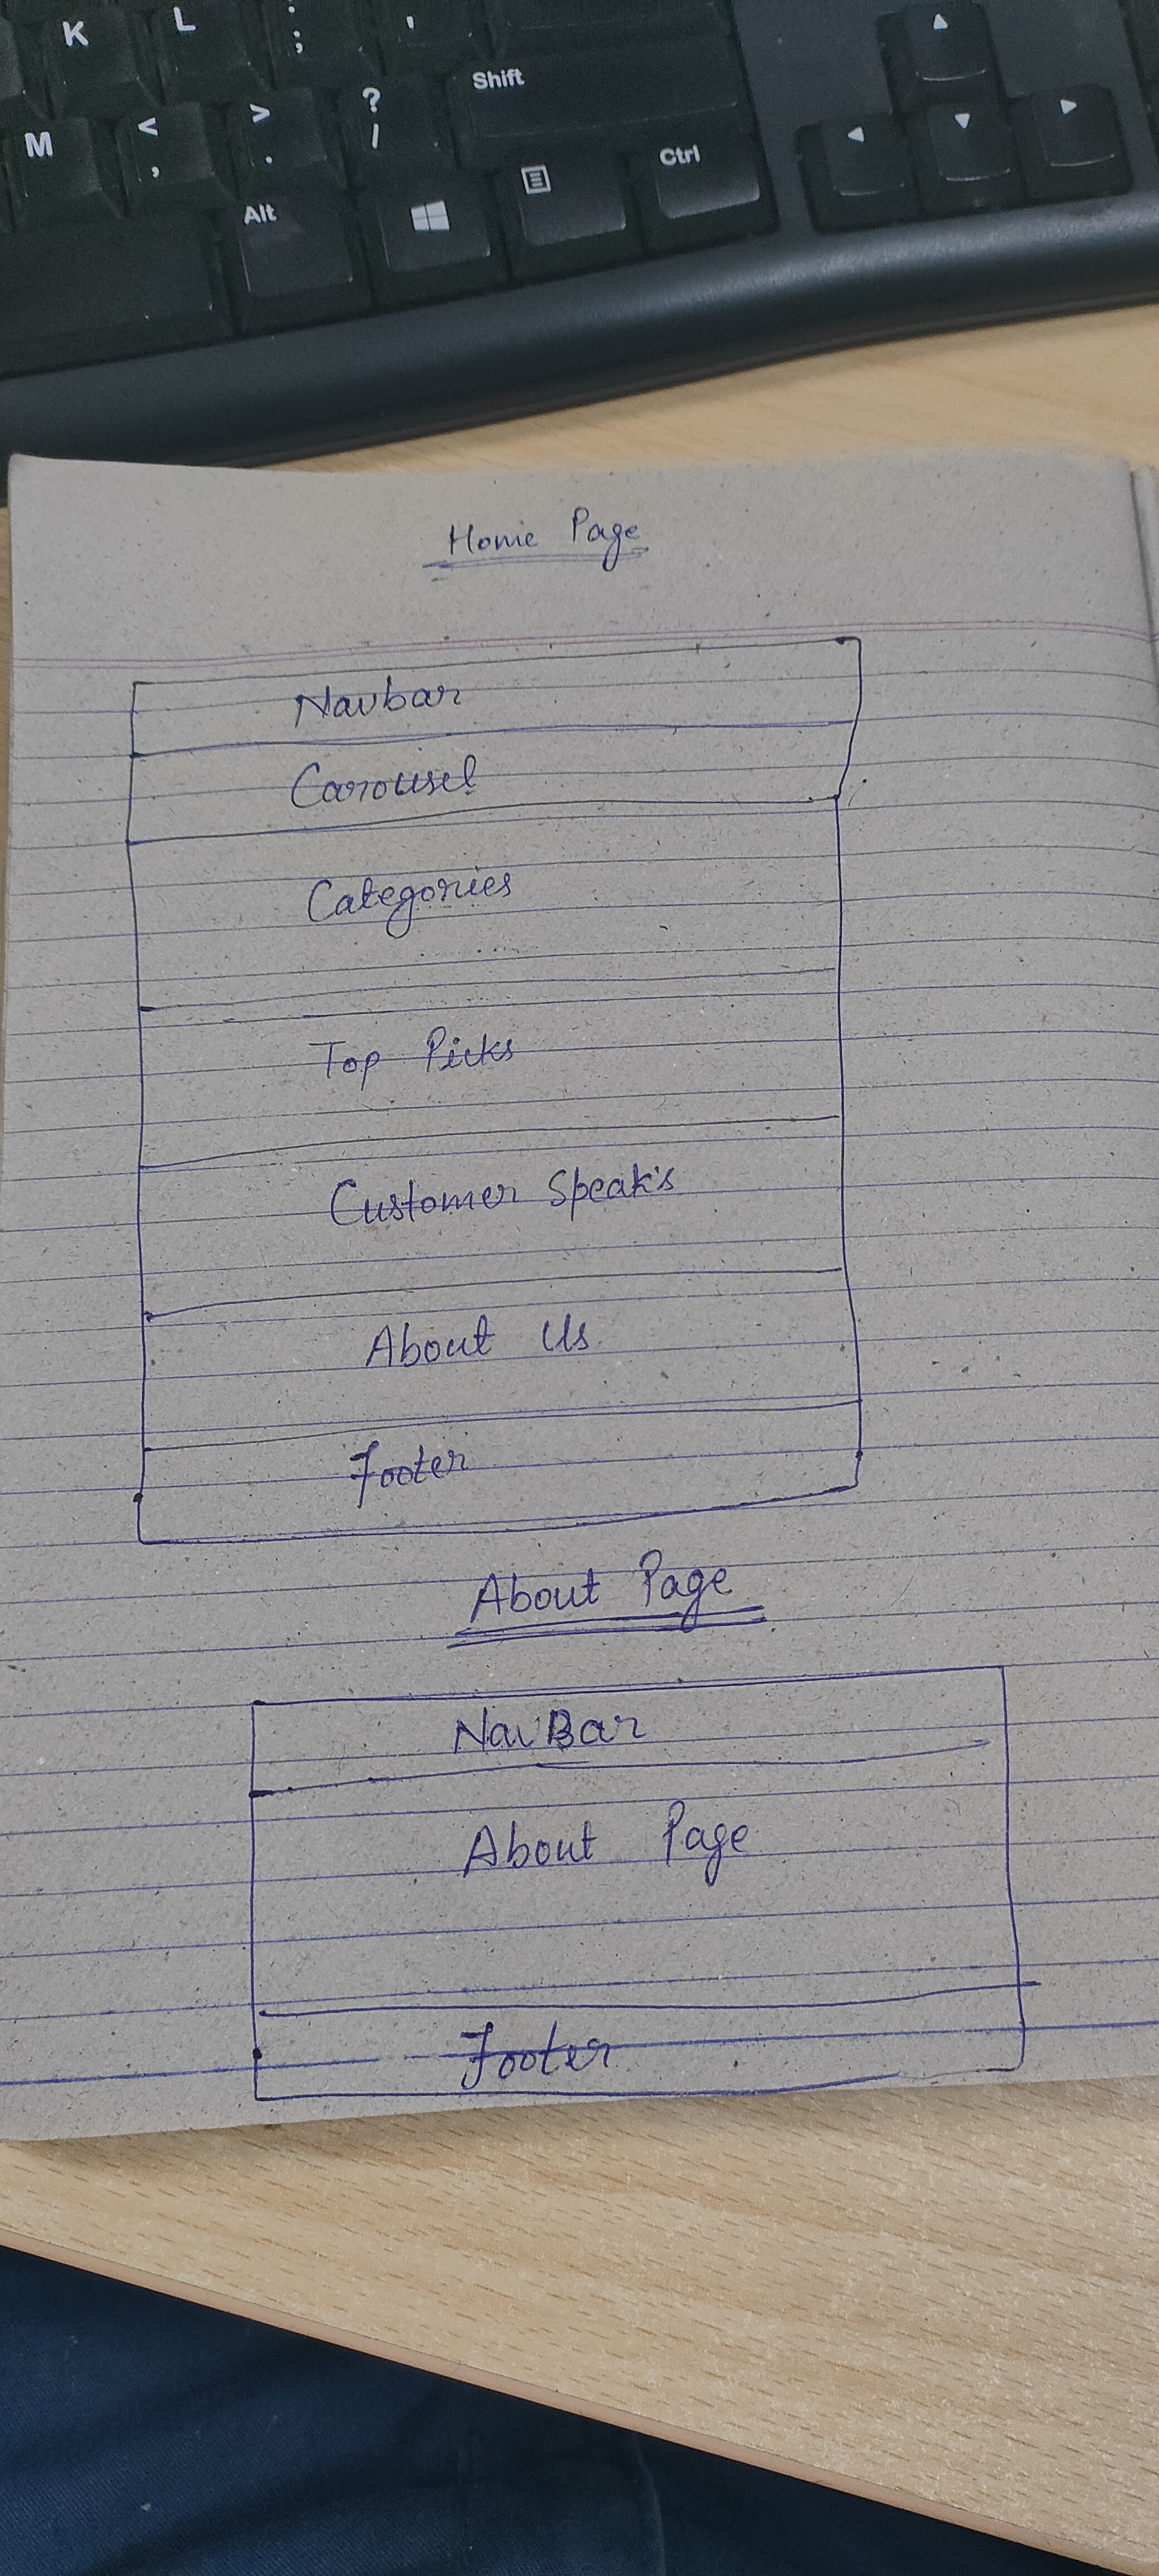 K L : ; '
M < , > . ? / Shift
Alt Ctrl
Home Page
Navbar
Carousel
Categories
Top Picks
Customer Speak's
About Us
Footer
About Page
NavBar
About Page
Footer